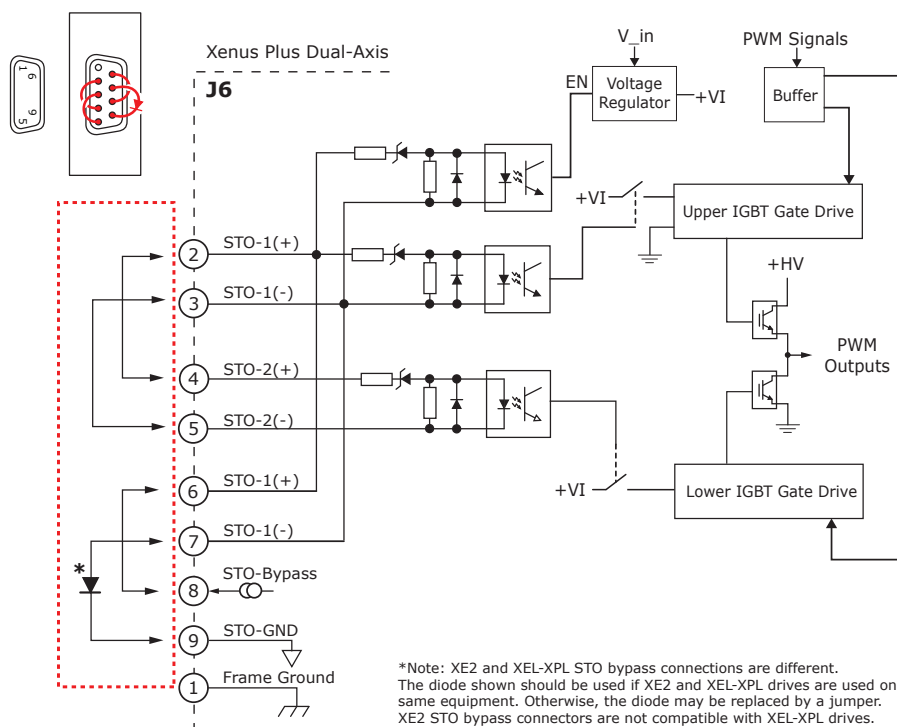 Xenus Plus Dual-Axis
J6
1
6
9
5
V_in
PWM Signals
EN
Voltage
Regulator
+VI
Buffer
+VI
Upper IGBT Gate Drive
2
STO-1(+)
+HV
3
STO-1(-)
PWM
Outputs
4
STO-2(+)
5
STO-2(-)
6
STO-1(+)
+VI
Lower IGBT Gate Drive
7
STO-1(-)
*
8
STO-Bypass
9
STO-GND
1
Frame Ground
*Note: XE2 and XEL-XPL STO bypass connections are different.
The diode shown should be used if XE2 and XEL-XPL drives are used on
same equipment. Otherwise, the diode may be replaced by a jumper.
XE2 STO bypass connectors are not compatible with XEL-XPL drives.